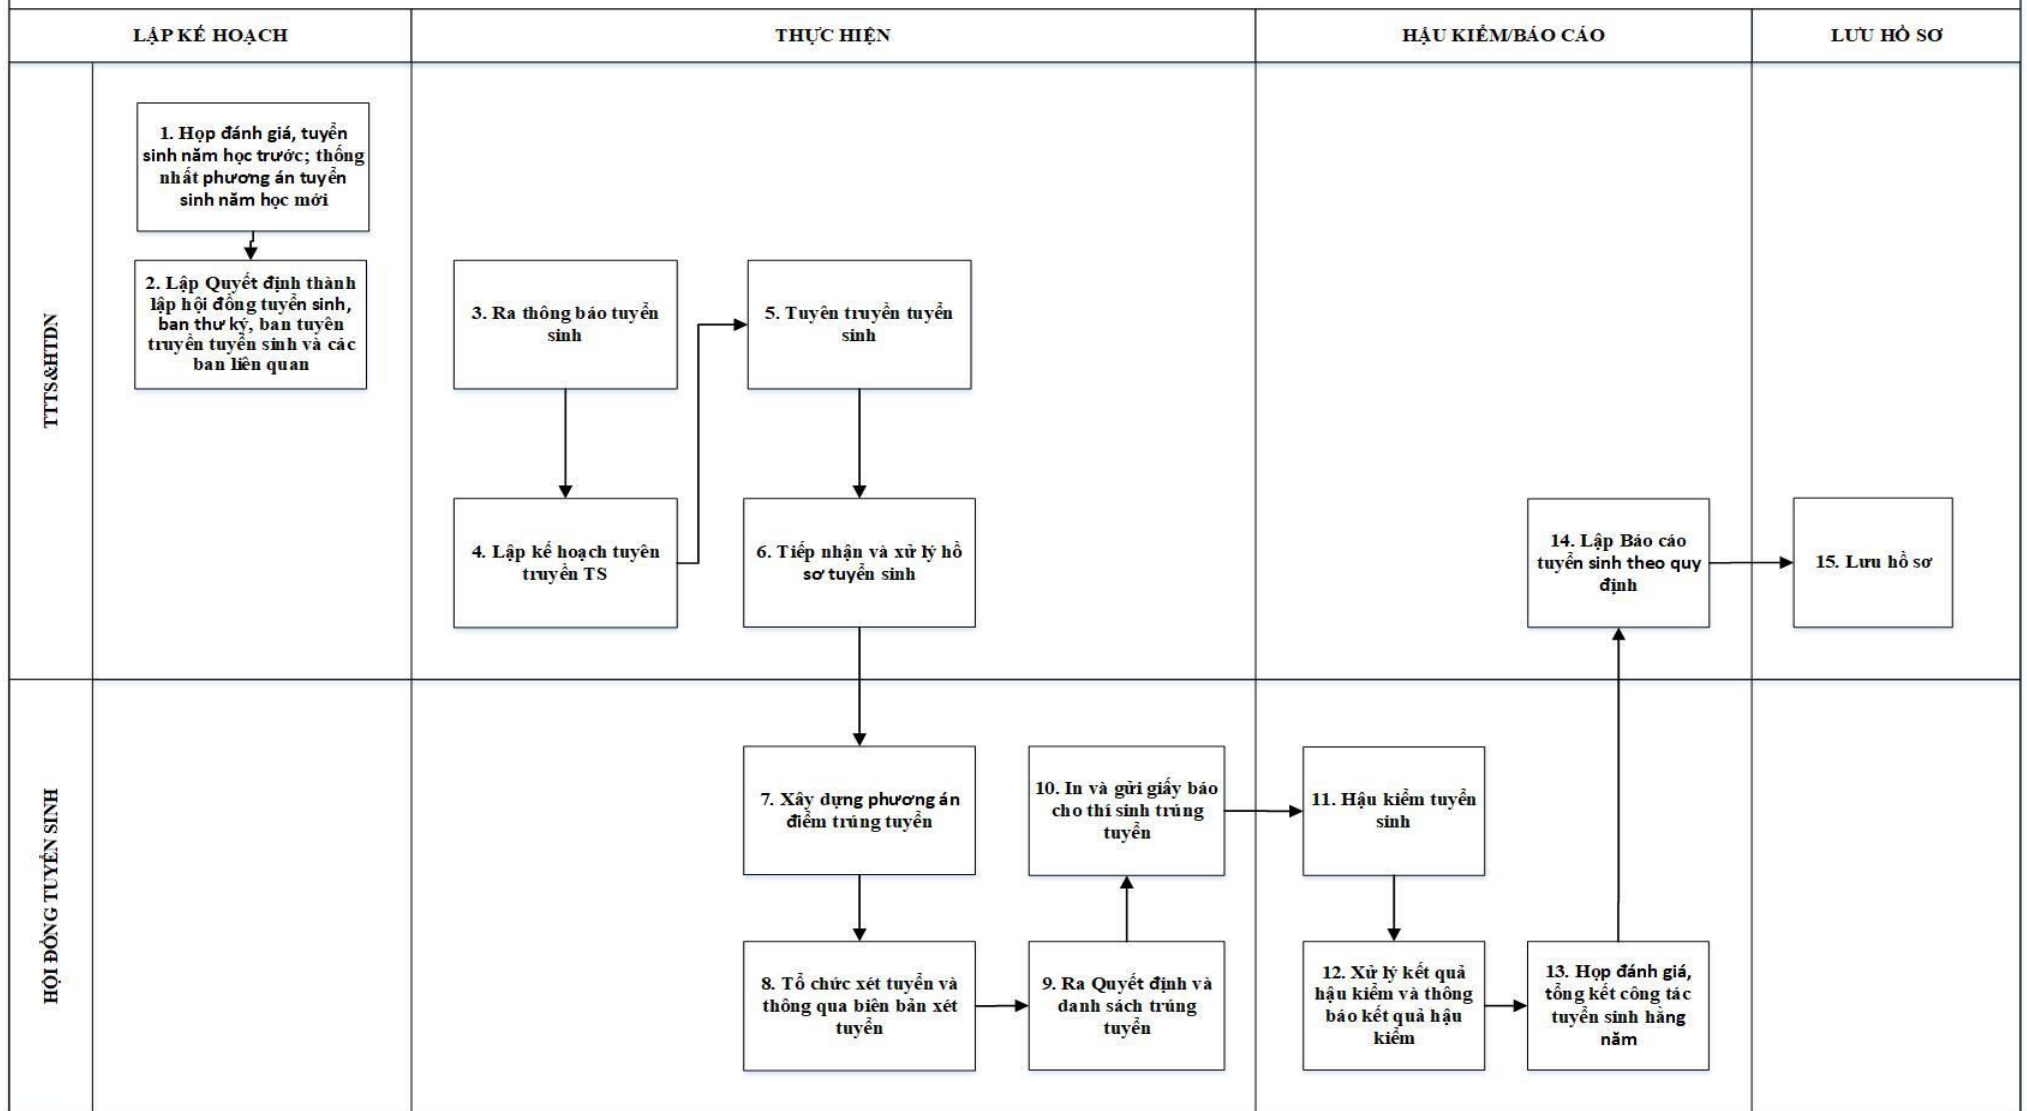 LẬP KẾ HOẠCH
THỰC HIỆN
HẬU KIỂM/BÁO CÁO
LƯU HỒ SƠ
TTTS&HTDN
1. Họp đánh giá, tuyển
sinh năm học trước; thống
nhất phương án tuyển
sinh năm học mới
2. Lập Quyết định thành
lập hội đồng tuyển sinh,
ban thư ký, ban tuyên
truyền tuyển sinh và các
ban liên quan
3. Ra thông báo tuyển
sinh
4. Lập kế hoạch tuyên
truyền TS
5. Tuyên truyền tuyển
sinh
6. Tiếp nhận và xử lý hồ
sơ tuyển sinh
14. Lập Báo cáo
tuyển sinh theo quy
định
15. Lưu hồ sơ
HỘI ĐỒNG TUYỂN SINH
7. Xây dựng phương án
điểm trúng tuyển
8. Tổ chức xét tuyển và
thông qua biên bản xét
tuyển
9. Ra Quyết định và
danh sách trúng
tuyển
10. In và gửi giấy báo
cho thí sinh trúng
tuyển
11. Hậu kiểm tuyển
sinh
12. Xử lý kết quả
hậu kiểm và thông
báo kết quả hậu
kiểm
13. Họp đánh giá,
tổng kết công tác
tuyển sinh hằng
năm